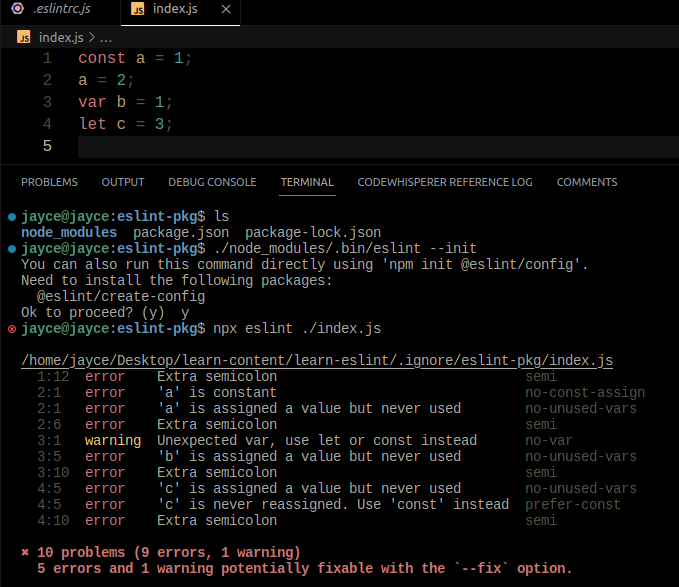 .eslintrc.js JS index.js ×
JS index.js > ...
1 const a = 1;
2 a = 2;
3 var b = 1;
4 let c = 3;
5
PROBLEMS OUTPUT DEBUG CONSOLE TERMINAL CODEWHISPERER REFERENCE LOG COMMENTS
jayce@jayce:eslint-pkg$ ls
node_modules package.json package-lock.json
jayce@jayce:eslint-pkg$ ./node_modules/.bin/eslint --init
You can also run this command directly using 'npm init @eslint/config'.
Need to install the following packages:
@eslint/create-config
Ok to proceed? (y) y
jayce@jayce:eslint-pkg$ npx eslint ./index.js
/home/jayce/Desktop/learn-content/learn-eslint/.ignore/eslint-pkg/index.js
1:12 error Extra semicolon semi
2:1 error 'a' is constant no-const-assign
2:1 error 'a' is assigned a value but never used no-unused-vars
2:6 error Extra semicolon semi
3:1 warning Unexpected var, use let or const instead no-var
3:5 error 'b' is assigned a value but never used no-unused-vars
3:10 error Extra semicolon semi
4:5 error 'c' is assigned a value but never used no-unused-vars
4:5 error 'c' is never reassigned. Use 'const' instead prefer-const
4:10 error Extra semicolon semi
✖ 10 problems (9 errors, 1 warning)
5 errors and 1 warning potentially fixable with the `--fix` option.